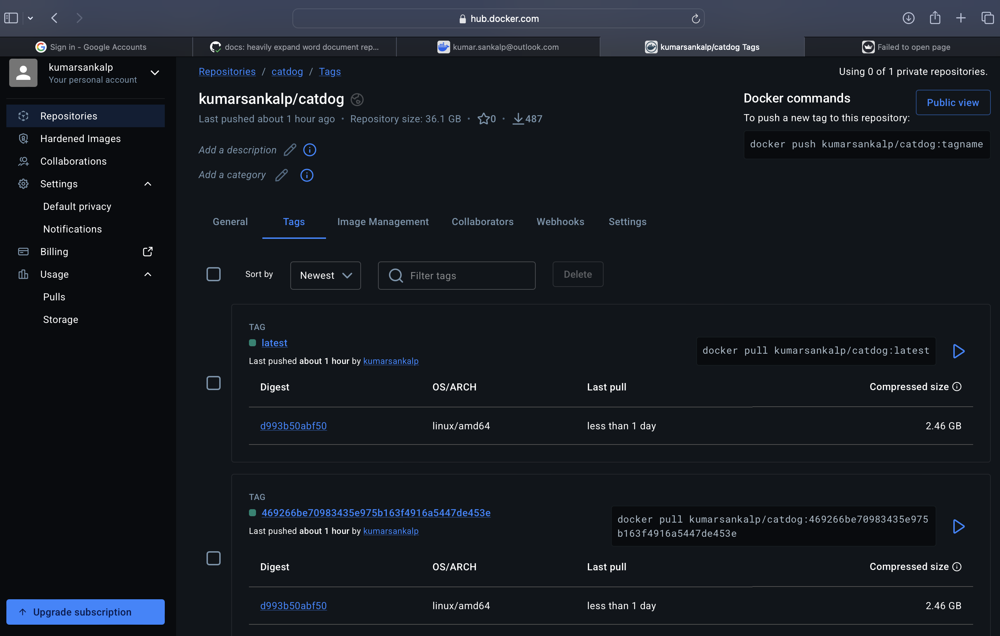 hub.docker.com
Sign in - Google Accounts
docs: heavily expand word document rep...
kumar.sankalp@outlook.com
kumarsankalp/catdog Tags
Failed to open page
kumarsankalp
Your personal account
Repositories
Hardened Images
Collaborations
Settings
Default privacy
Notifications
Billing
Usage
Pulls
Storage
Upgrade subscription
Repositories / catdog / Tags
Using 0 of 1 private repositories.
kumarsankalp/catdog
Last pushed about 1 hour ago • Repository size: 36.1 GB • 0 • 487
Add a description
Add a category
Docker commands
Public view
To push a new tag to this repository:
docker push kumarsankalp/catdog:tagname
General Tags Image Management Collaborators Webhooks Settings
Sort by Newest Filter tags Delete
TAG
latest
Last pushed about 1 hour by kumarsankalp
docker pull kumarsankalp/catdog:latest
Digest OS/ARCH Last pull Compressed size
d993b50abf50 linux/amd64 less than 1 day 2.46 GB
TAG
469266be70983435e975b163f4916a5447de453e
Last pushed about 1 hour by kumarsankalp
docker pull kumarsankalp/catdog:469266be70983435e975
b163f4916a5447de453e
Digest OS/ARCH Last pull Compressed size
d993b50abf50 linux/amd64 less than 1 day 2.46 GB